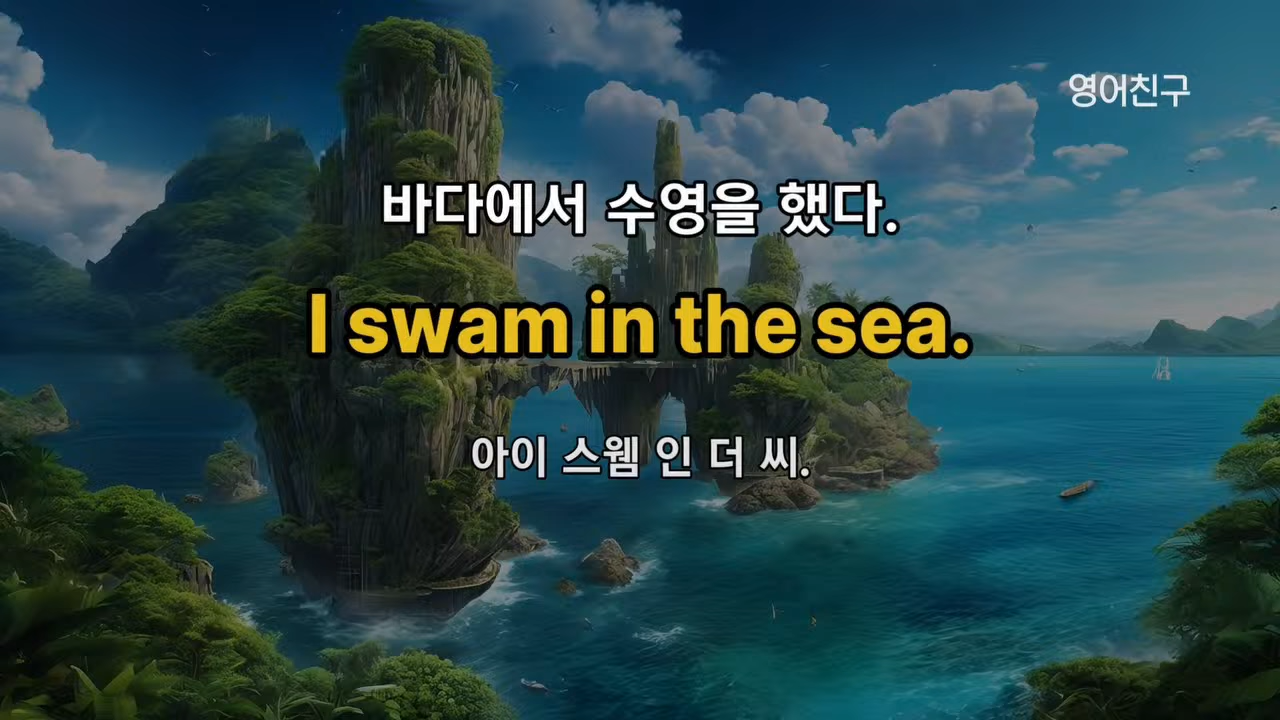 영어친구
바다에서 수영을 했다.
I swam in the sea.
아이 스웸 인 더 씨.